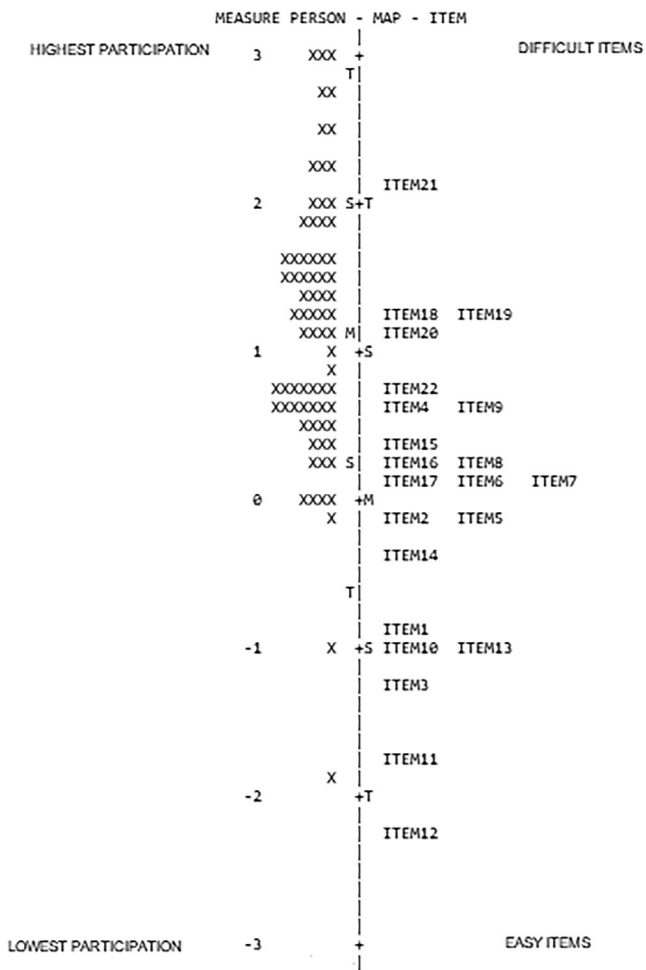 MEASURE PERSON - MAP - ITEM
|
HIGHEST PARTICIPATION 3 XXX + DIFFICULT ITEMS
T|
XX |
|
XX |
|
XXX |
| ITEM21
2 XXX S+T
XXXX |
|
XXXXXX |
XXXXXX |
XXXX |
XXXXX | ITEM18 ITEM19
XXXX M| ITEM20
1 X +S
X |
XXXXXXX | ITEM22
XXXXXXX | ITEM4 ITEM9
XXXX |
XXX | ITEM15
XXX S| ITEM16 ITEM8
| ITEM17 ITEM6 ITEM7
0 XXXX +M
X | ITEM2 ITEM5
|
| ITEM14
|
T|
|
| ITEM1
-1 X +S ITEM10 ITEM13
|
| ITEM3
|
|
|
| ITEM11
X |
-2 +T
|
| ITEM12
|
|
|
|
|
LOWEST PARTICIPATION -3 + EASY ITEMS
|